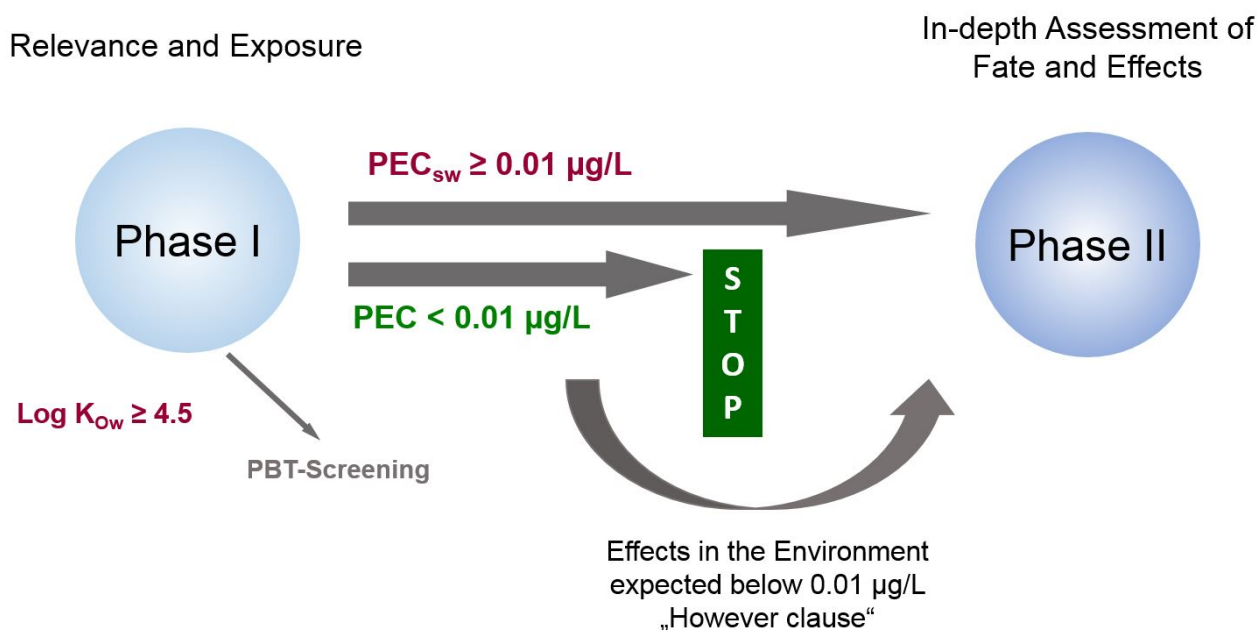 Relevance and Exposure
In-depth Assessment of
Fate and Effects
Phase I
PECsw ≥ 0.01 µg/L
PEC < 0.01 µg/L
S
T
O
P
Phase II
Log KOw ≥ 4.5
PBT-Screening
Effects in the Environment
expected below 0.01 µg/L
„However clause“